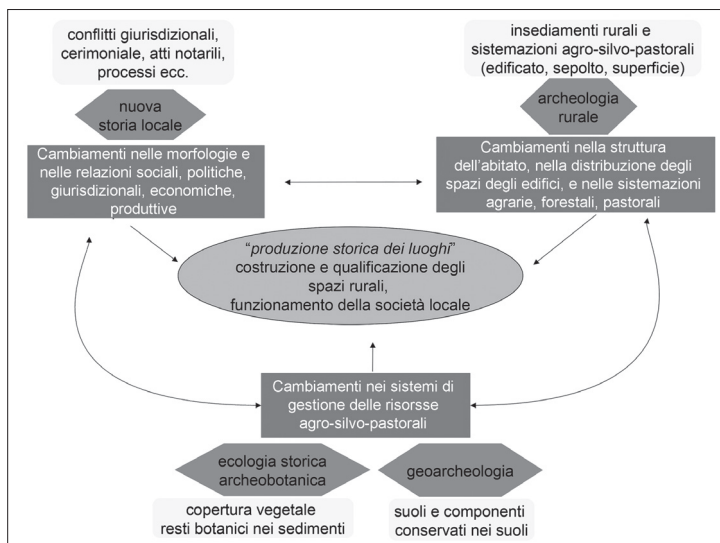 conflitti giurisdizionali,
cerimoniale, atti notarili,
processi ecc.
nuova
storia locale
Cambiamenti nelle morfologie e
nelle relazioni sociali, politiche,
giurisdizionali, economiche,
produttive
insediamenti rurali e
sistemazioni agro-silvo-pastorali
(edificato, sepolto, superficie)
archeologia
rurale
Cambiamenti nella struttura
dell'abitato, nella distribuzione degli
spazi degli edifici, e nelle sistemazioni
agrarie, forestali, pastorali
“produzione storica dei luoghi”
costruzione e qualificazione degli
spazi rurali,
funzionamento della società locale
Cambiamenti nei sistemi di
gestione delle risorsse
agro-silvo-pastorali)
ecologia storica
archeobotanica
copertura vegetale
resti botanici nei sedimenti
geoarcheologia
suoli e componenti
conservati nei suoli